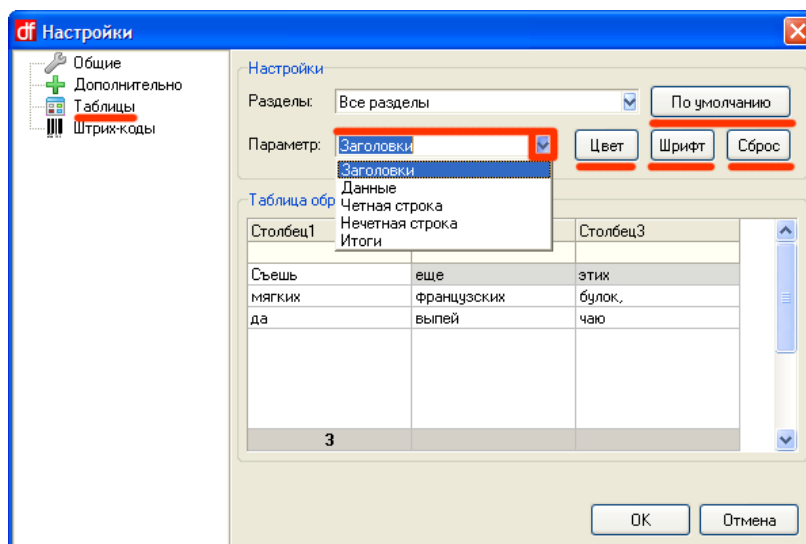 df Настройки
Общие
Дополнительно
Таблицы
Штрих-коды
Настройки
Разделы: Все разделы По умолчанию
Параметр: Заголовки Цвет Шрифт Сброс
Заголовки
Данные
Четная строка
Нечетная строка
Итоги
Таблица обр
Столбец1 Столбец3
Съешь еще этих
мягких французских булок,
да выпей чаю
3
OK Отмена